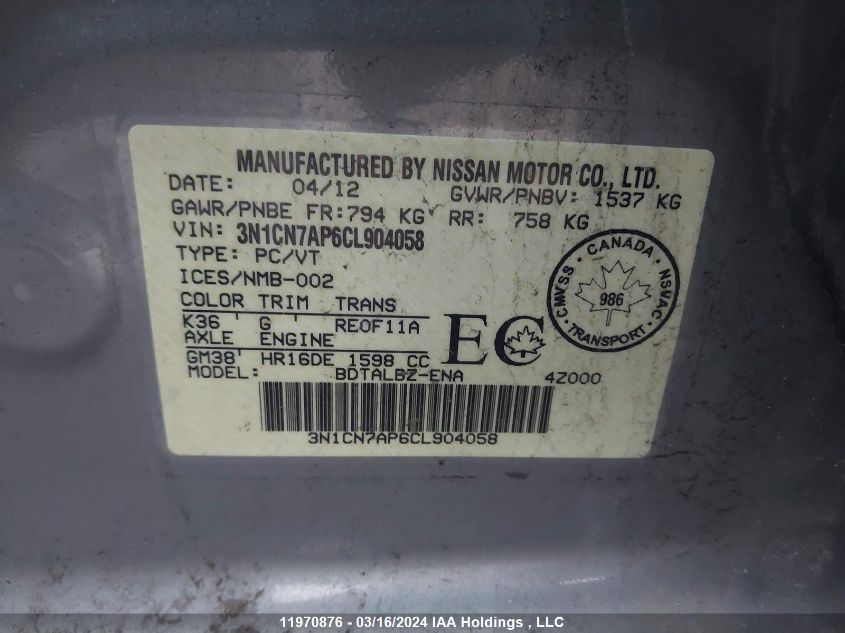 MANUFACTURED BY NISSAN MOTOR CO., LTD.
DATE: 04/12 GVWR/PNBV: 1537 KG
GAWR/PNBE FR:794 KG RR: 758 KG
VIN: 3N1CN7AP6CL904058
TYPE: PC/VT
ICES/NMB-002
COLOR TRIM TRANS
K36 ' G ' REOF11A
AXLE ENGINE
GM38' HR16DE 1598 CC
MODEL: BDTALBZ-ENA 4Z000
3N1CN7AP6CL904058
EC
CANADA
CMVSS
NSVAC
986
TRANSPORT
11970876 - 03/16/2024 IAA Holdings , LLC